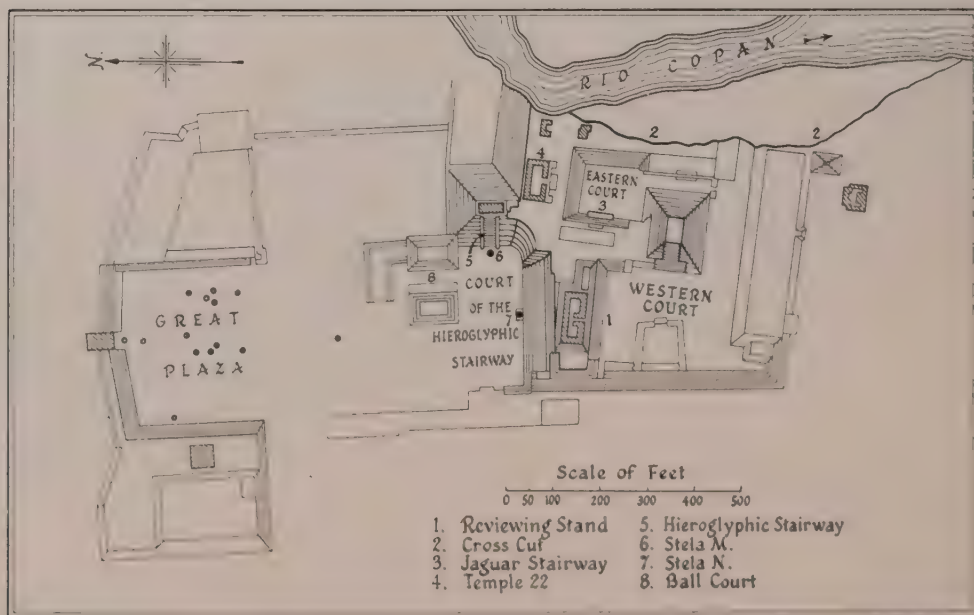 N
RIO COPAN
2
2
4
EASTERN
COURT
3
5
6
8
COURT
OF THE
7
HIEROGLYPHIC
STAIRWAY
1
WESTERN
COURT
GREAT
PLAZA
Scale of Feet
0 50 100 200 300 400 500
1. Reviewing Stand
2. Cross Cut
3. Jaguar Stairway
4. Temple 22
5. Hieroglyphic Stairway
6. Stela M.
7. Stela N.
8. Ball Court